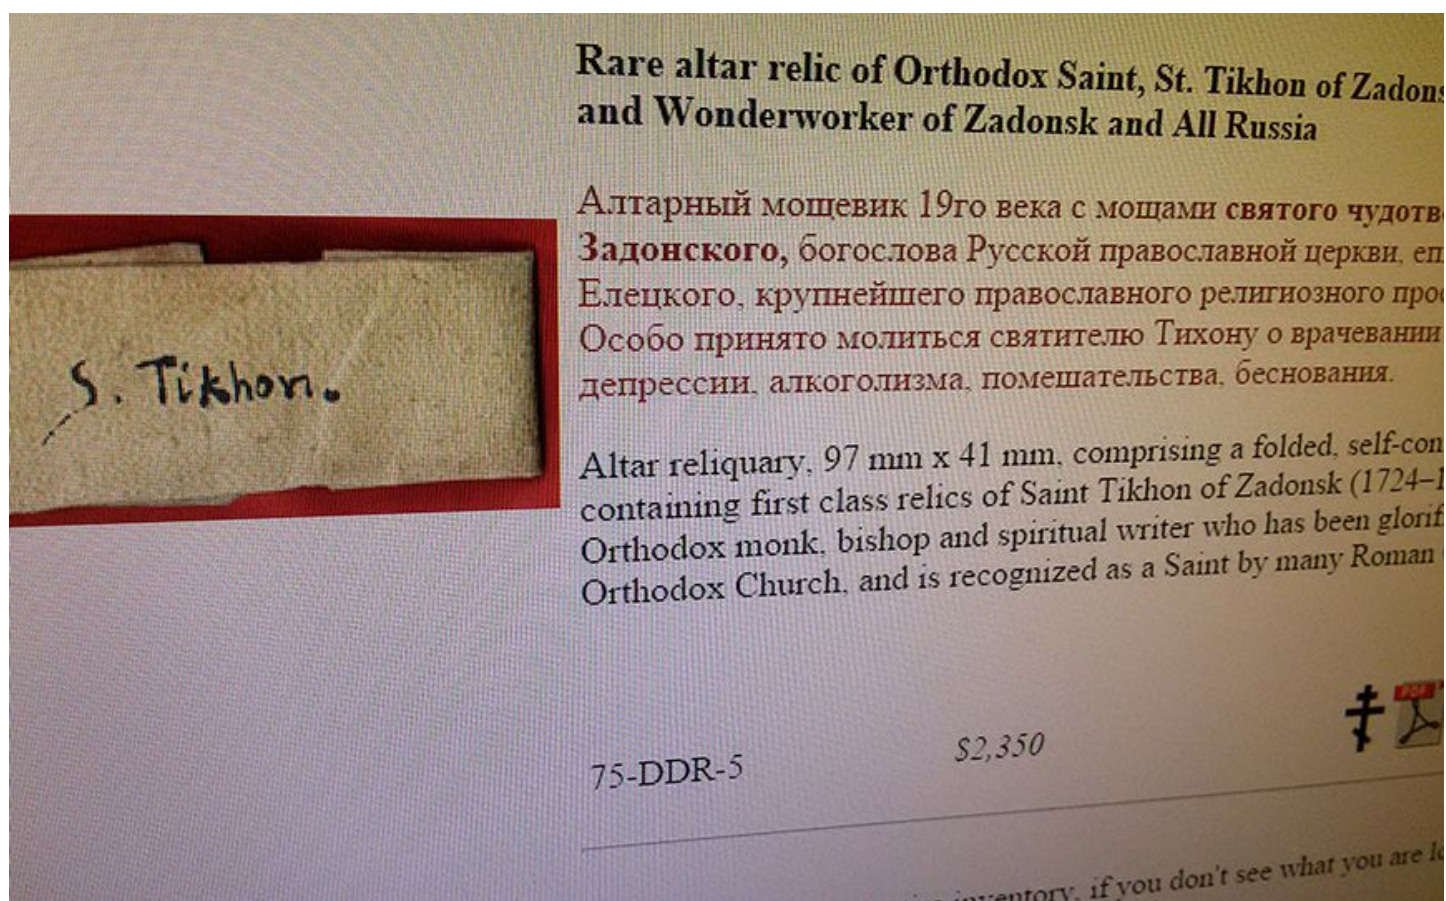 Rare altar relic of Orthodox Saint, St. Tikhon of Zadons
and Wonderworker of Zadonsk and All Russia
Алтарный мощевик 19го века с мощами святого чудотв
Задонского, богослова Русской православной церкви, еп
Елецкого, крупнейшего православного религиозного про
Особо принято молиться святителю Тихону о врачевании
депрессии, алкоголизма, помешательства, беснования.
S. Tikhon.
Altar reliquary, 97 mm x 41 mm, comprising a folded, self-con
containing first class relics of Saint Tikhon of Zadonsk (1724–1
Orthodox monk, bishop and spiritual writer who has been glorif
Orthodox Church, and is recognized as a Saint by many Roman
PDF
75-DDR-5 $2,350
inventory, if you don't see what you are lo